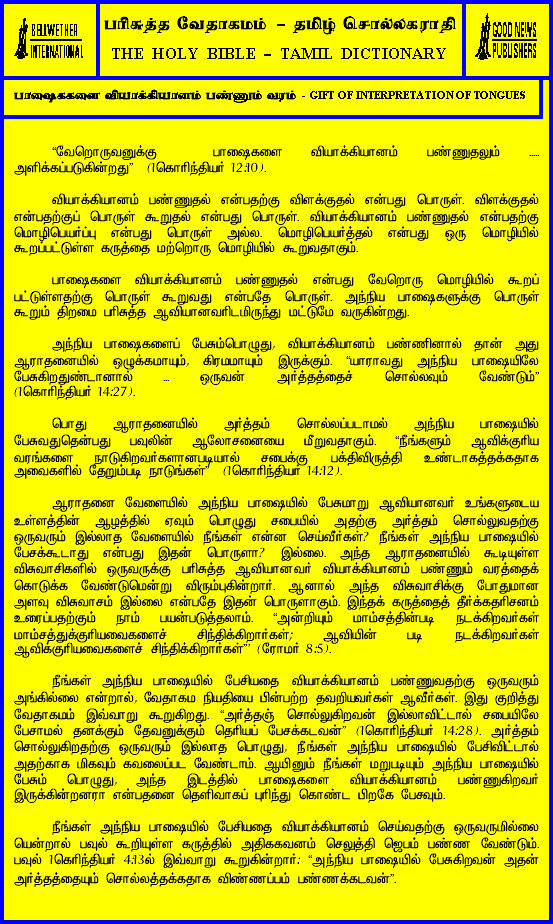 BELLWETHER
INTERNATIONAL
பரிசுத்த வேதாகமம் – தமிழ் சொல்லகராதி
THE HOLY BIBLE – TAMIL DICTIONARY
GOOD NEWS
PUBLISHERS
பாஷைகளை வியாக்கியானம் பண்ணும் வரம் - GIFT OF INTERPRETATION OF TONGUES
“வேறொருவனுக்கு பாஷைகளை வியாக்கியானம் பண்ணுதலும் .....
அளிக்கப்படுகின்றது” (1கொரிந்தியர் 12:10).
வியாக்கியானம் பண்ணுதல் என்பதற்கு விளக்குதல் என்பது பொருள். விளக்குதல்
என்பதற்குப் பொருள் கூறுதல் என்பது பொருள். வியாக்கியானம் பண்ணுதல் என்பதற்கு
மொழிபெயர்ப்பு என்பது பொருள் அல்ல. மொழிபெயர்த்தல் என்பது ஒரு மொழியில்
கூறப்பட்டுள்ள கருத்தை மற்றொரு மொழியில் கூறுவதாகும்.
பாஷைகளை வியாக்கியானம் பண்ணுதல் என்பது வேறொரு மொழியில் கூறப்
பட்டுள்ளதற்கு பொருள் கூறுவது என்பதே பொருள். அந்நிய பாஷைகளுக்கு பொருள்
கூறும் திறமை பரிசுத்த ஆவியானவரிடமிருந்து மட்டுமே வருகின்றது.
அந்நிய பாஷைகளைப் பேசும்பொழுது, வியாக்கியானம் பண்ணினால் தான் அது
ஆராதனையில் ஒழுக்கமாயும், கிரமமாயும் இருக்கும். “யாராவது அந்நிய பாஷையிலே
பேசுகிறதுண்டானால் ... ஒருவன் அர்த்தத்தைச் சொல்லவும் வேண்டும்”
(1கொரிந்தியர் 14:27).
பொது ஆராதனையில் அர்த்தம் சொல்லப்படாமல் அந்நிய பாஷையில்
பேசுவதுதென்பது பவுலின் ஆலோசனையை மீறுவதாகும். “நீங்களும் ஆவிக்குரிய
வரங்களை நாடுகிறவர்களானபடியால் சபைக்கு பக்திவிருத்தி உண்டாகத்தக்கதாக
அவைகளில் தேறும்படி நாடுங்கள்” (1கொரிந்தியர் 14:12).
ஆராதனை வேளையில் அந்நிய பாஷையில் பேசுமாறு ஆவியானவர் உங்களுடைய
உள்ளத்தின் ஆழத்தில் ஏவும் பொழுது சபையில் அதற்கு அர்த்தம் சொல்லுவதற்கு
ஒருவரும் இல்லாத வேளையில் நீங்கள் என்ன செய்வீர்கள்? நீங்கள் அந்நிய பாஷையில்
பேசக்கூடாது என்பது இதன் பொருளா? இல்லை. அந்த ஆராதனையில் கூடியுள்ள
விசுவாசிகளில் ஒருவருக்கு பரிசுத்த ஆவியானவர் வியாக்கியானம் பண்ணும் வரத்தைக்
கொடுக்க வேண்டுமென்று விரும்புகின்றார். ஆனால் அந்த விசுவாசிக்கு போதுமான
அளவு விசுவாசம் இல்லை என்பதே இதன் பொருளாகும். இந்தக் கருத்தைத் தீர்க்கதரிசனம்
உரைப்பதற்கும் நாம் பயன்படுத்தலாம். “அன்றியும் மாம்சத்தின்படி நடக்கிறவர்கள்
மாம்சத்துக்குரியவைகளைச் சிந்திக்கிறார்கள்; ஆவியின் படி நடக்கிறவர்கள்
ஆவிக்குரியவைகளைச் சிந்திக்கிறார்கள்”” (ரோமர் 8:5).
நீங்கள் அந்நிய பாஷையில் பேசியதை வியாக்கியானம் பண்ணுவதற்கு ஒருவரும்
அங்கில்லை என்றால், வேதாகம நியதியை பின்பற்ற தவறியவர்கள் ஆவீர்கள். இது குறித்து
வேதாகமம் இவ்வாறு கூறுகிறது. “அர்த்தஞ் சொல்லுகிறவன் இல்லாவிட்டால் சபையிலே
பேசாமல் தனக்கும் தேவனுக்கும் தெரியப் பேசக்கடவன்” (1கொரிந்தியர் 14:28). அர்த்தம்
சொல்லுகிறதற்கு ஒருவரும் இல்லாத பொழுது, நீங்கள் அந்நிய பாஷையில் பேசிவிட்டால்
அதற்காக மிகவும் கவலைப்பட வேண்டாம். ஆயினும் நீங்கள் மறுபடியும் அந்நிய பாஷையில்
பேசும் பொழுது, அந்த இடத்தில் பாஷைகளை வியாக்கியானம் பண்ணுகிறவர்
இருக்கின்றனரா என்பதனை தெளிவாகப் புரிந்து கொண்ட பிறகே பேசவும்.
நீங்கள் அந்நிய பாஷையில் பேசியதை வியாக்கியானம் செய்வதற்கு ஒருவருமில்லை
யென்றால் பவுல் கூறியுள்ள கருத்தில் அதிககவனம் செலுத்தி ஜெபம் பண்ண வேண்டும்.
பவுல் 1கெரிந்தியர் 4:13ல் இவ்வாறு கூறுகின்றார்: “அந்நிய பாஷையில் பேசுகிறவன் அதன்
அர்த்தத்தையும் சொல்லத்தக்கதாக விண்ணப்பம் பண்ணக்கடவன்”.